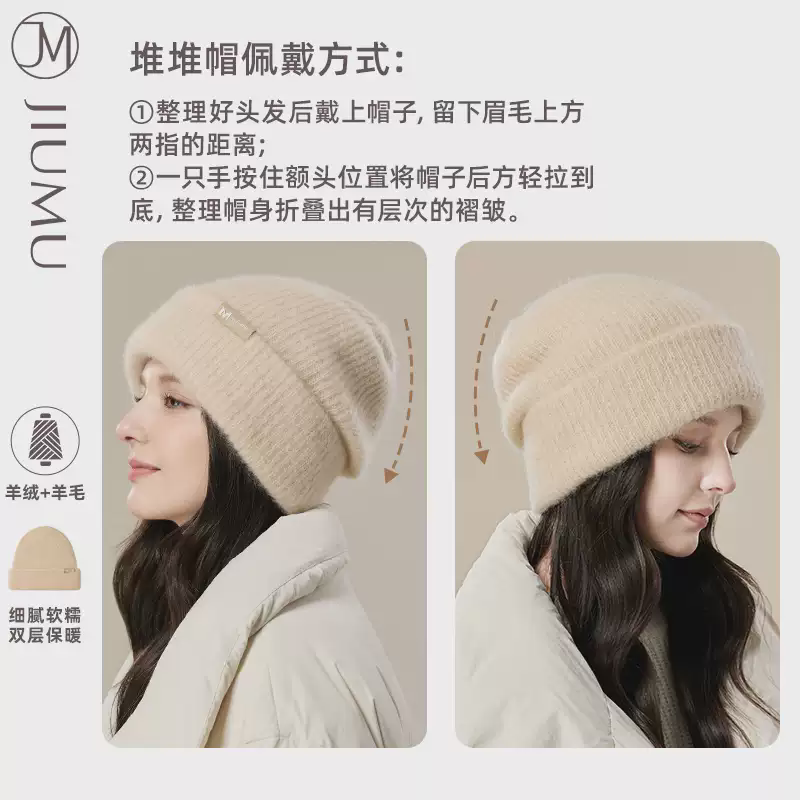 JM
JIUMU
堆堆帽佩戴方式:
①整理好头发后戴上帽子, 留下眉毛上方
两指的距离;
②一只手按住额头位置将帽子后方轻拉到
底, 整理帽身折叠出有层次的褶皱。
羊绒+羊毛
细腻软糯
双层保暖